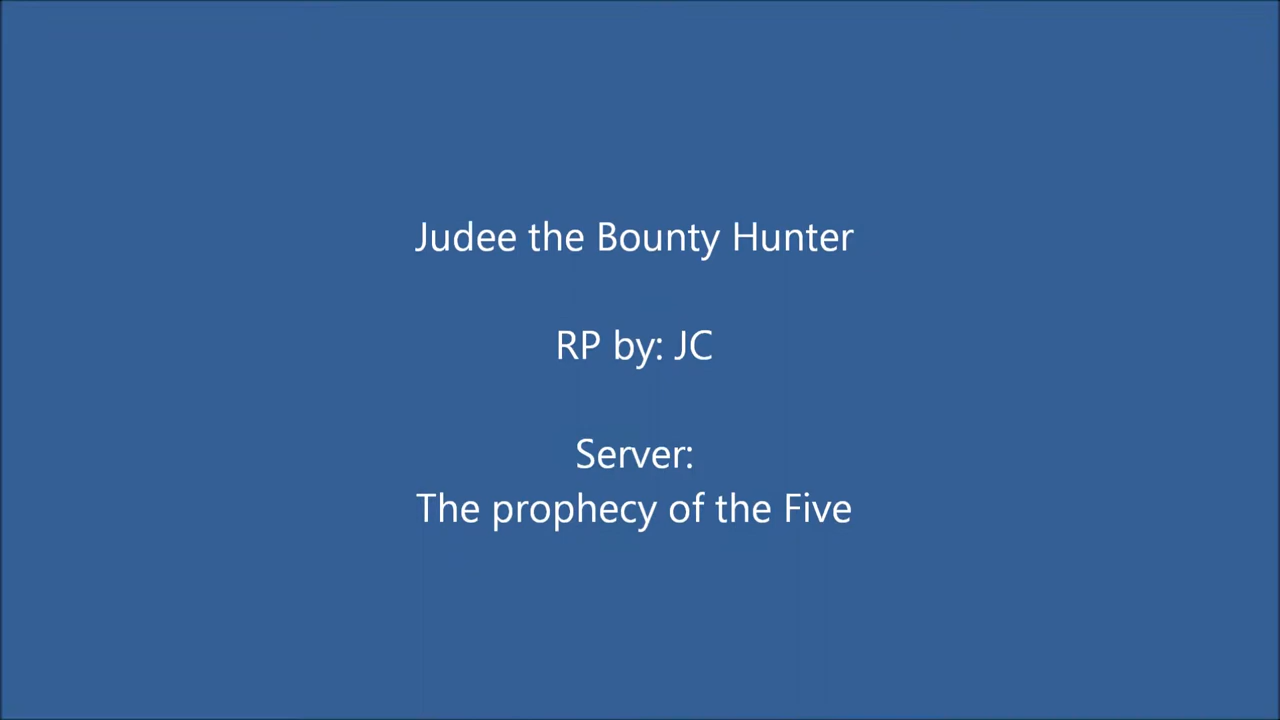 Judee the Bounty Hunter
RP by: JC
Server:
The prophecy of the Five